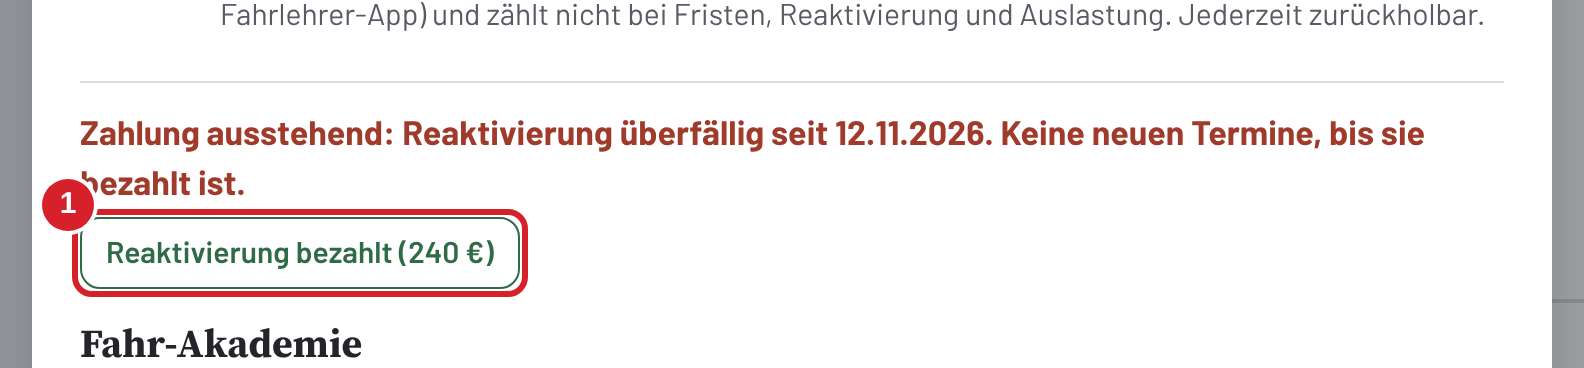 Fahrlehrer-App) und zählt nicht bei Fristen, Reaktivierung und Auslastung. Jederzeit zurückholbar.
Zahlung ausstehend: Reaktivierung überfällig seit 12.11.2026. Keine neuen Termine, bis sie
bezahlt ist.
1
Reaktivierung bezahlt (240 €)
Fahr-Akademie